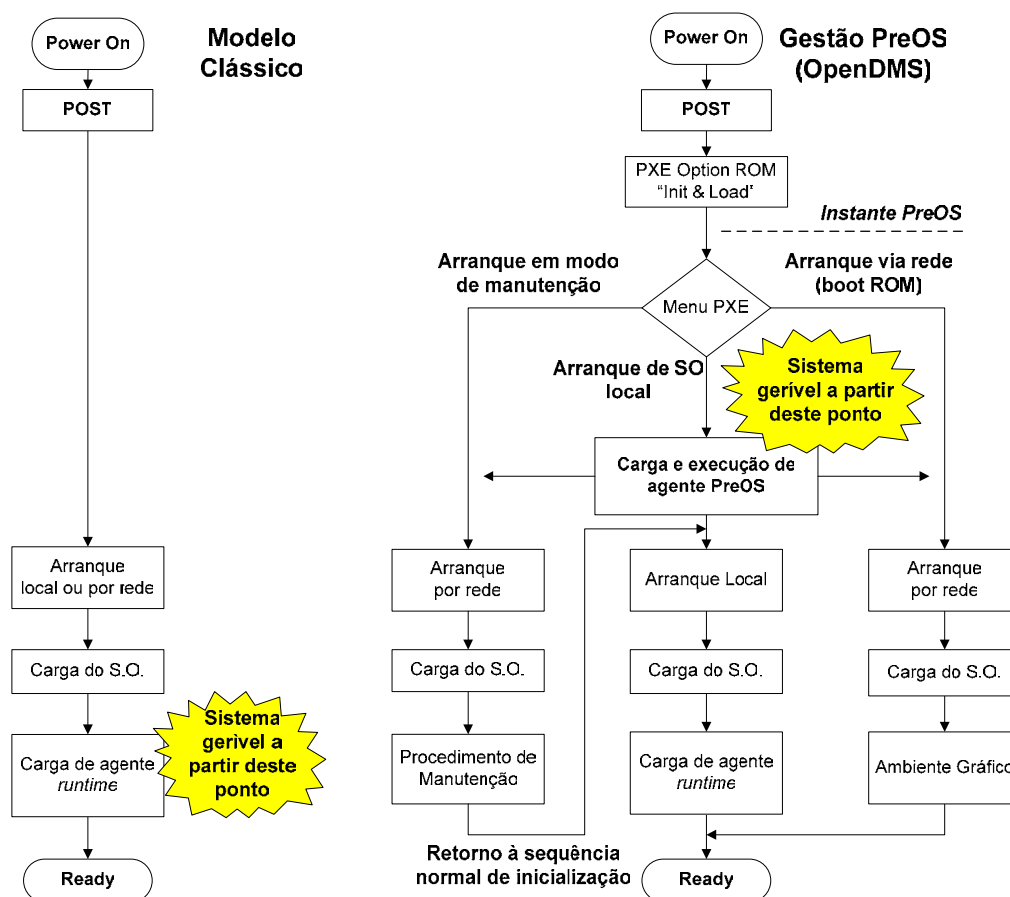 Power On
Modelo
Clássico
POST
Arranque
local ou por rede
Carga do S.O.
Carga de agente
runtime
Sistema
gerìvel a
partir deste
ponto
Ready
Power On
Gestão PreOS
(OpenDMS)
POST
PXE Option ROM
“Init & Load”
Instante PreOS
Arranque em modo
de manutenção
Menu PXE
Arranque via rede
(boot ROM)
Arranque de SO
local
Sistema
gerível a partir
deste ponto
Carga e execução de
agente PreOS
Arranque
por rede
Carga do S.O.
Procedimento de
Manutenção
Arranque Local
Carga do S.O.
Carga de agente
runtime
Arranque
por rede
Carga do S.O.
Ambiente Gráfico
Retorno à sequência
normal de inicialização
Ready